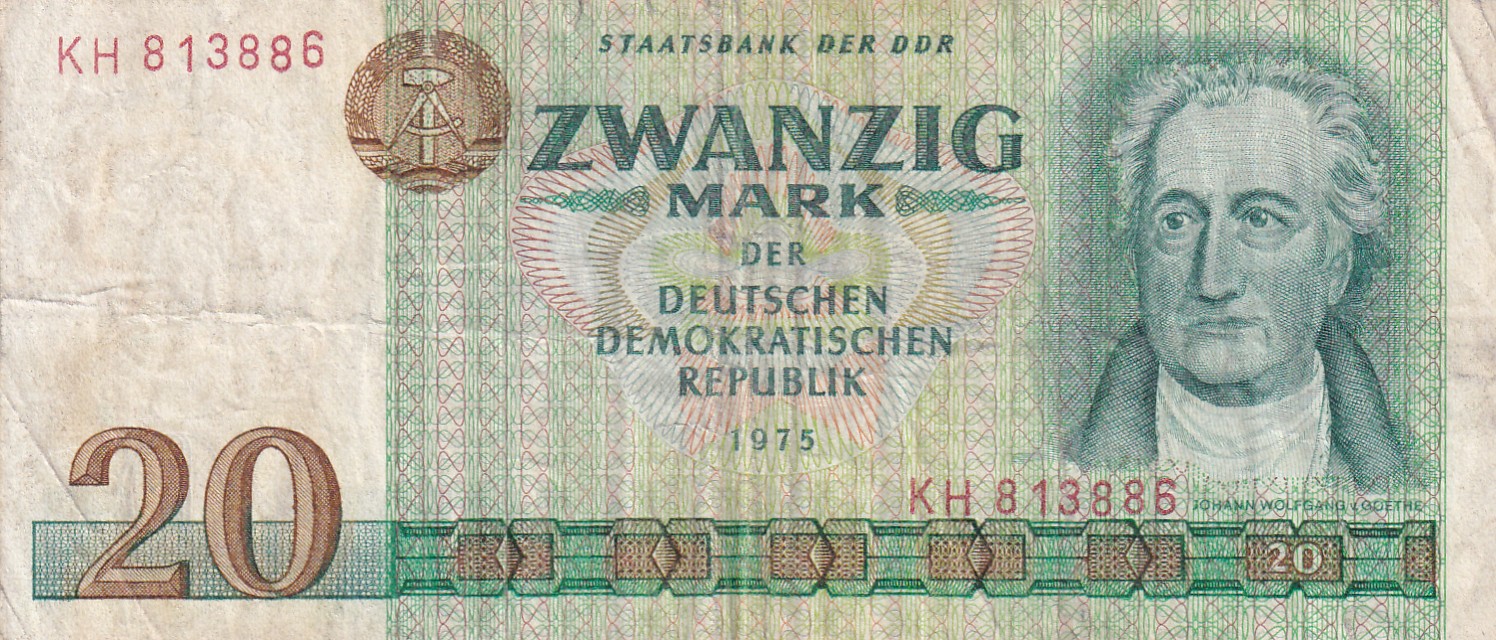 KH 813886
STAATSBANK DER DDR
ZWANZIG
MARK
DER
DEUTSCHEN
DEMOKRATISCHEN
REPUBLIK
1975
KH 813886
JOHANN WOLFGANG v. GOETHE
20
20